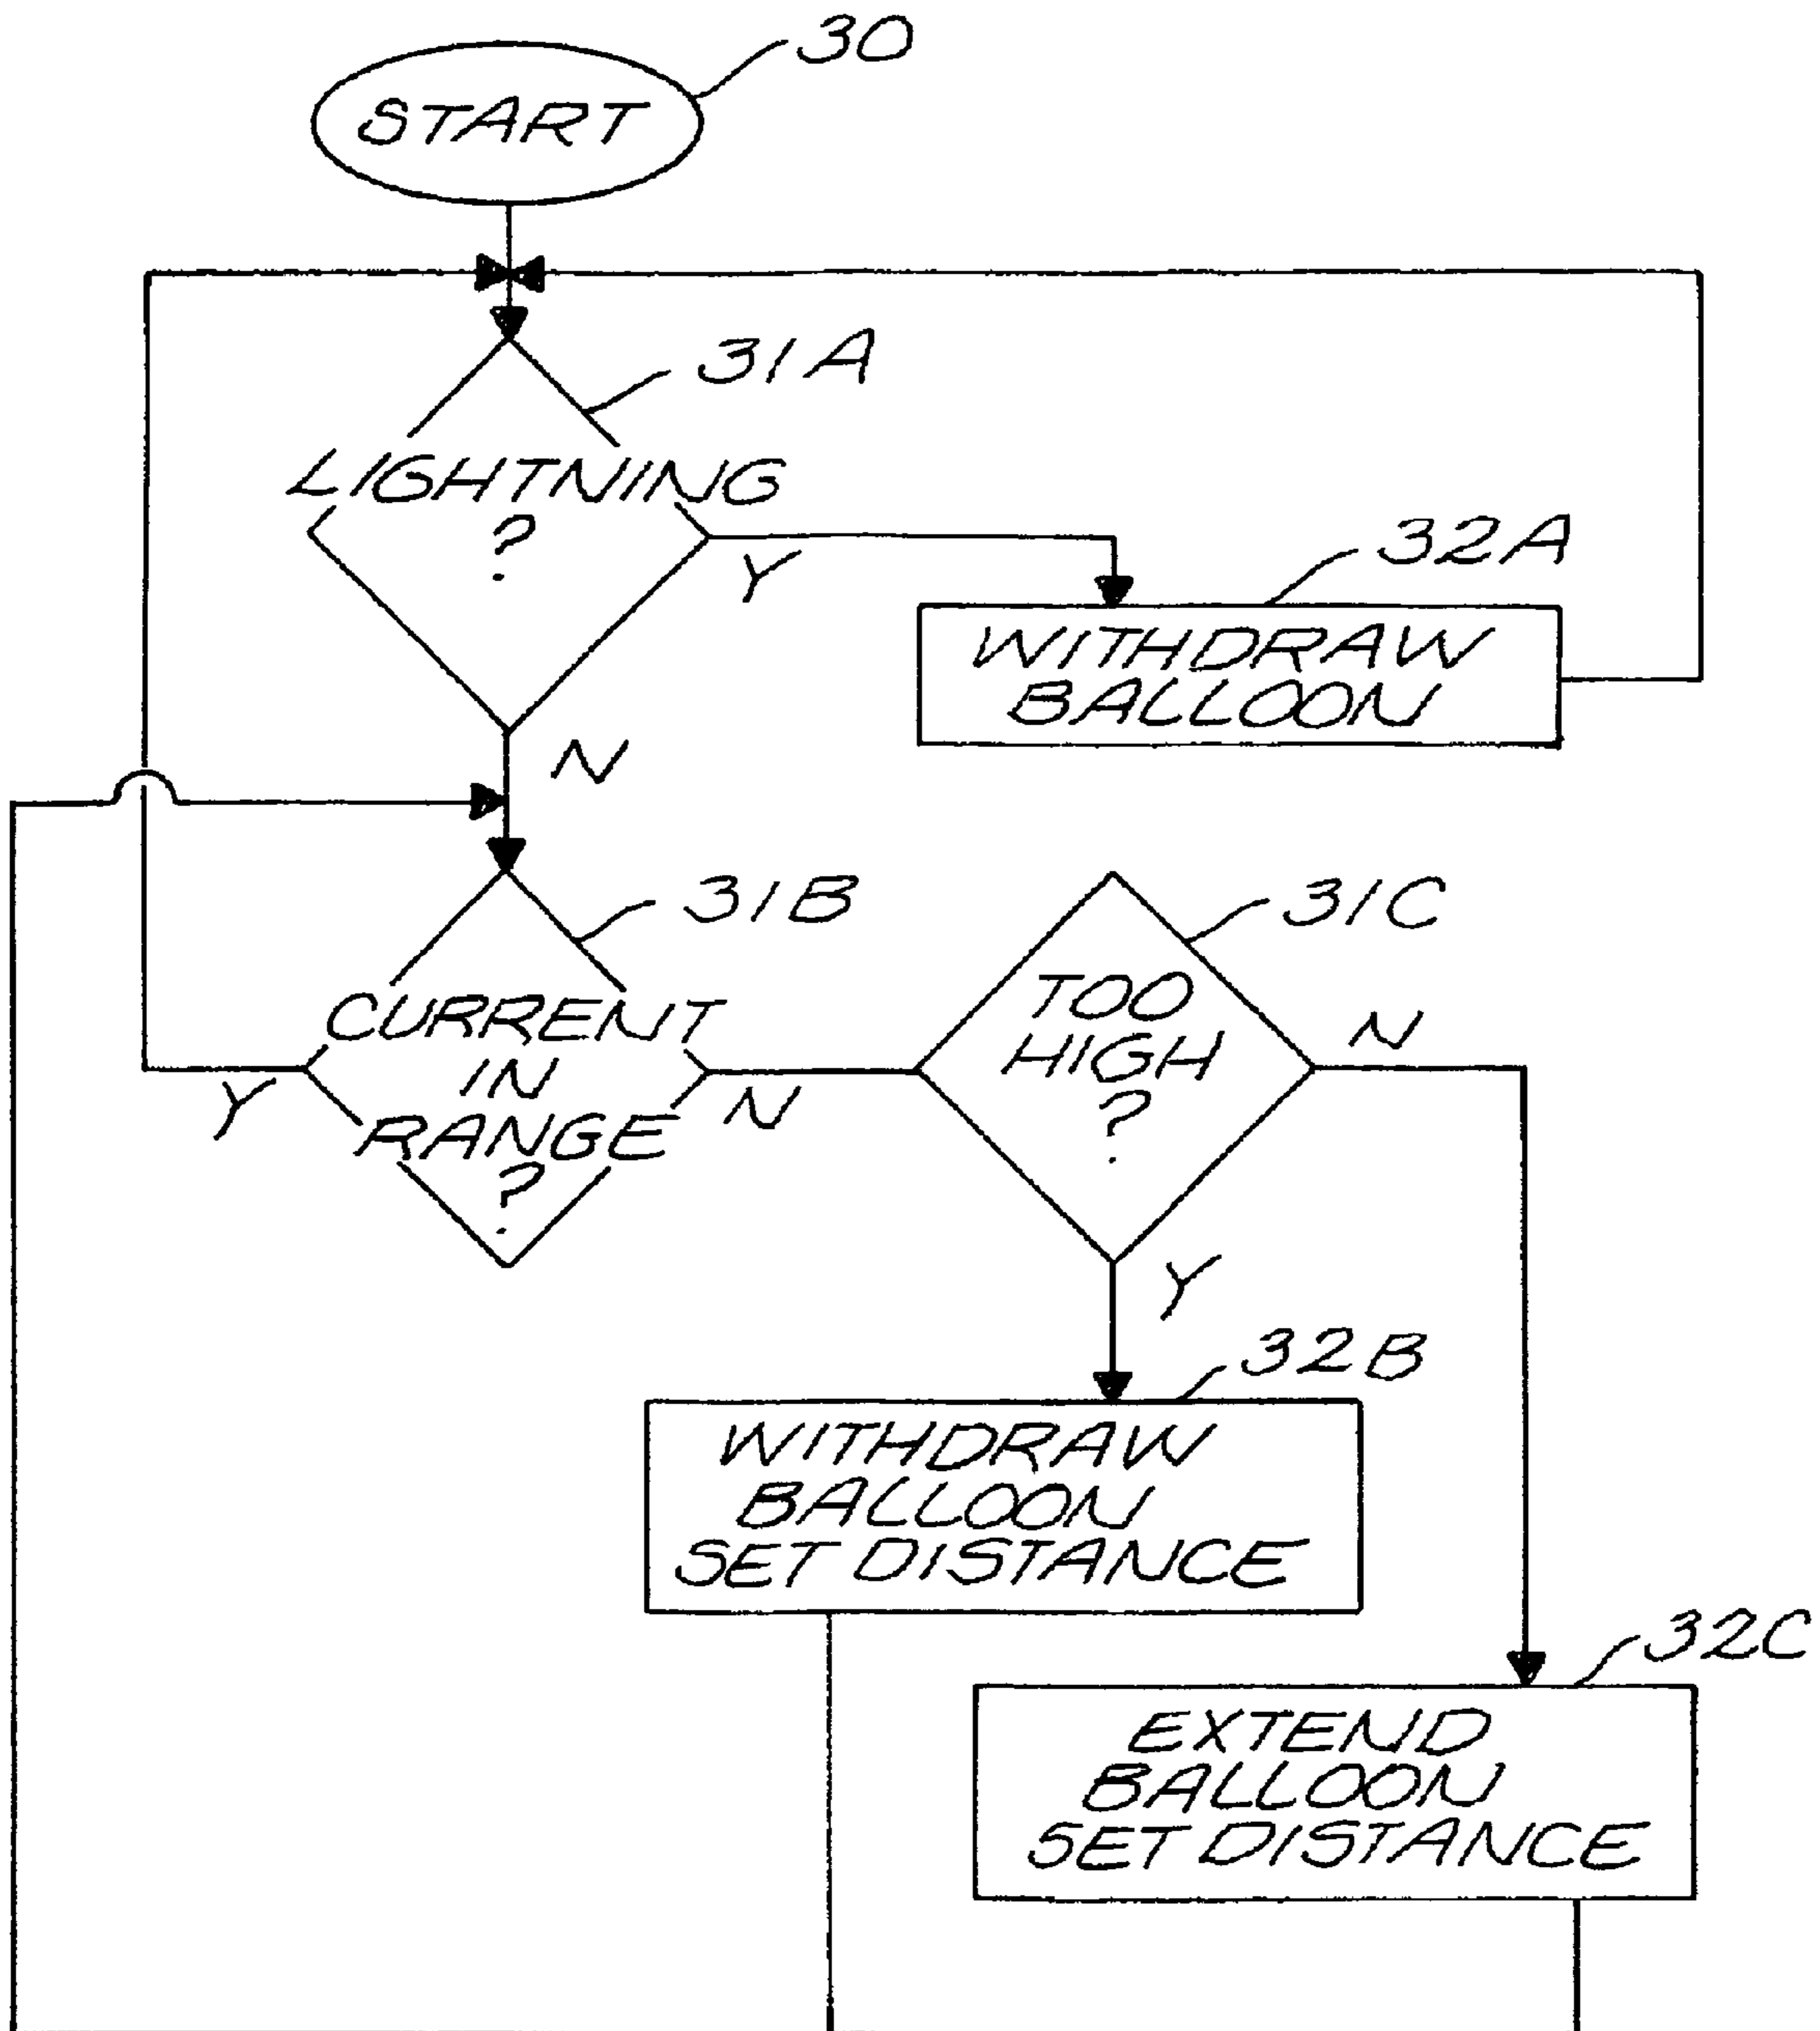 30
START
31A
LIGHTNING
?
Y
32A
WITHDRAW
BALLOON
N
31B
31C
CURRENT
IN
RANGE
?
Y
N
TOO
HIGH
?
N
Y
32B
WITHDRAW
BALLOON
SET DISTANCE
32C
EXTEND
BALLOON
SET DISTANCE